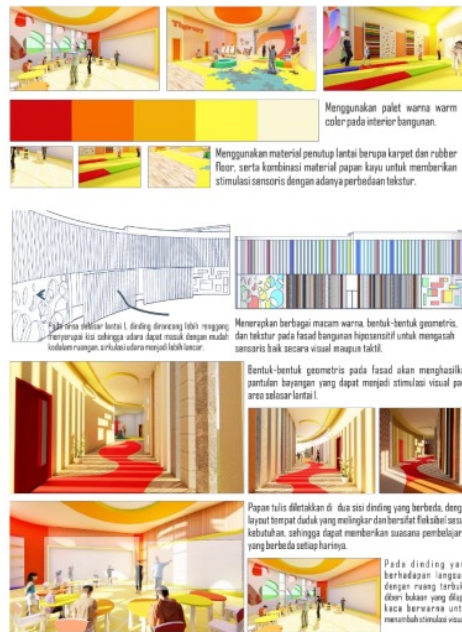 Menggunakan palet warna warm
color pada interior bangunan.
Menggunakan material penutup lantai berupa karpet dan rubber
floor, serta kombinasi material papan kayu untuk memberikan
stimulasi sensoris dengan adanya perbedaan tekstur.
Pada area selasar lantai 1, dinding dirancang lebih renggang
menyerupai kisi sehingga udara dapat masuk dengan mudah
kedalam ruangan, sirkulasi udara menjadi lebih lancar.
Menerapkan berbagai macam warna, bentuk-bentuk geometris,
dan tekstur pada fasad bangunan hiposensitif untuk mengasah
sensoris baik secara visual maupun taktil.
Bentuk-bentuk geometris pada fasad akan menghasilka
pantulan bayangan yang dapat menjadi stimulasi visual pad
area selasar lantai 1.
Papan tulis diletakkan di dua sisi dinding yang berbeda, deng
layout tempat duduk yang melingkar dan bersifat fleksibel sesu
kebutuhan, sehingga dapat memberikan suasana pembelajar
yang berbeda setiap harinya.
Pada dinding yan
berhadapan langsu
dengan ruang terbuk
diberi bukaan yang dilap
kaca berwarna unt
menambah stimulasi visua